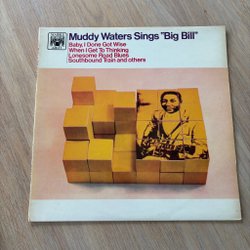 Muddy Waters Sings "Big Bill"
Baby, I Done Got Wise
When I Get To Thinking
Lonesome Road Blues
Southbound Train and others